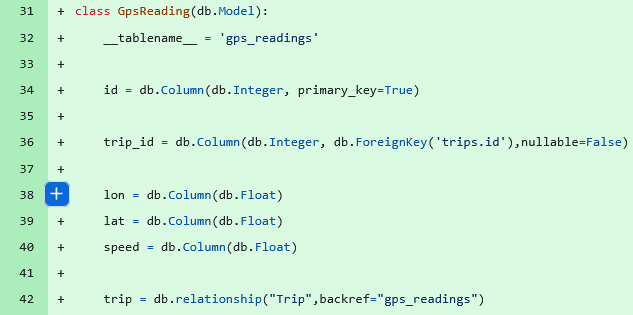 31 + class GpsReading(db.Model):
32 + __tablename__ = 'gps_readings'
33 +
34 + id = db.Column(db.Integer, primary_key=True)
35 +
36 + trip_id = db.Column(db.Integer, db.ForeignKey('trips.id'),nullable=False)
37 +
38 + lon = db.Column(db.Float)
39 + lat = db.Column(db.Float)
40 + speed = db.Column(db.Float)
41 +
42 + trip = db.relationship("Trip",backref="gps_readings")